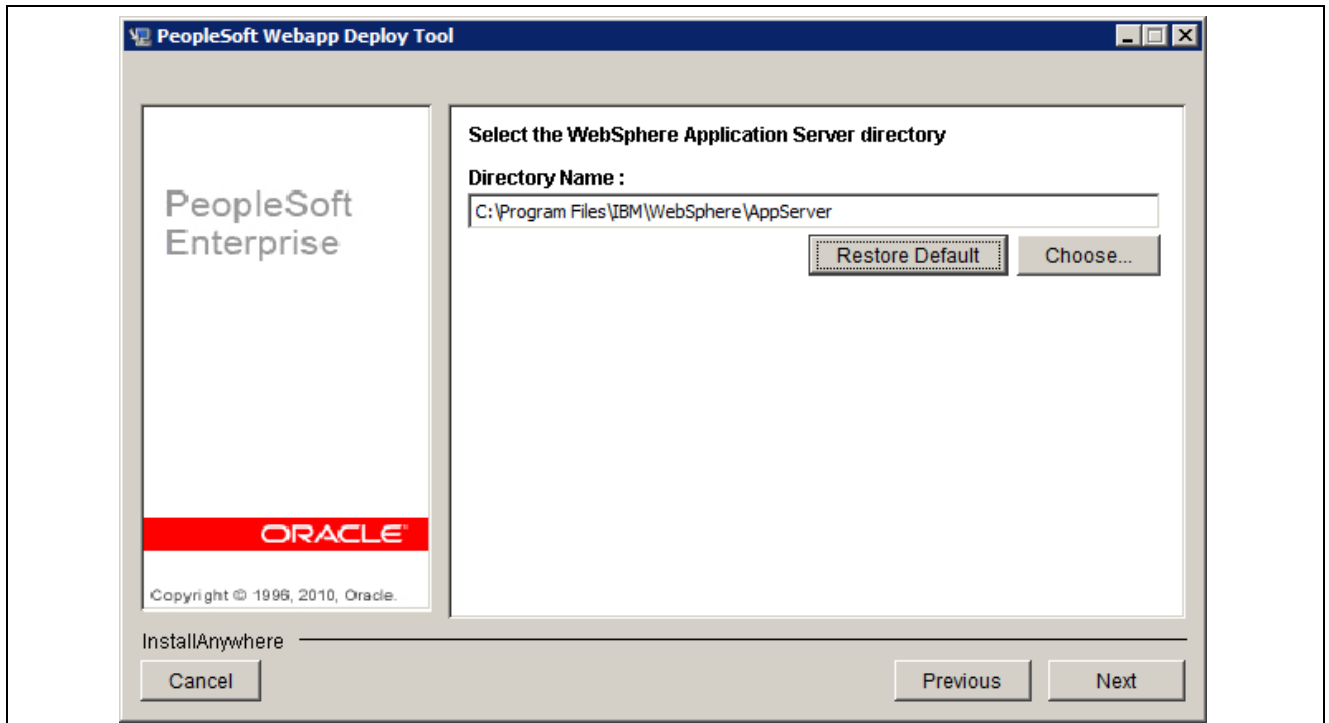 PeopleSoft Webapp Deploy Tool
PeopleSoft
Enterprise
ORACLE
Copyright © 1996, 2010, Oracle.
Select the WebSphere Application Server directory
Directory Name :
C:\Program Files\IBM\WebSphere\AppServer
Restore Default
Choose...
InstallAnywhere
Cancel
Previous
Next